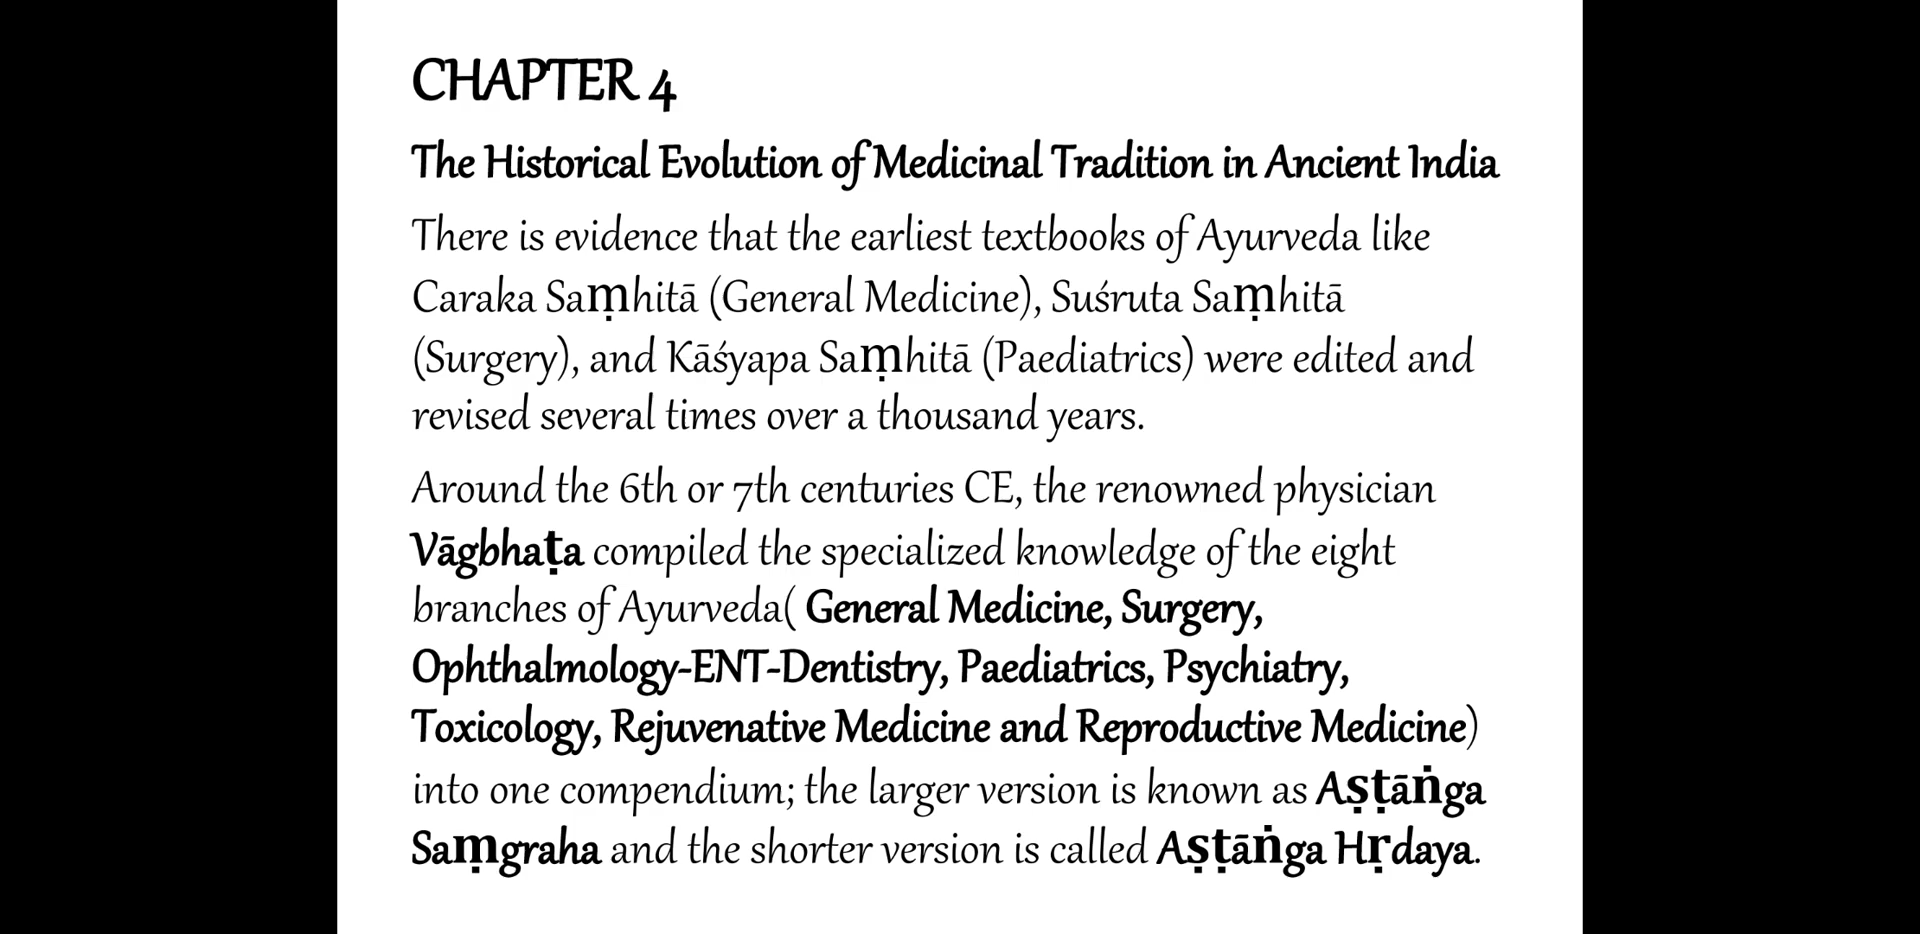 CHAPTER 4
The Historical Evolution of Medicinal Tradition in Ancient India
There is evidence that the earliest textbooks of Ayurveda like
Caraka Saṃhitā (General Medicine), Suśruta Saṃhitā
(Surgery), and Kāśyapa Saṃhitā (Paediatrics) were edited and
revised several times over a thousand years.
Around the 6th or 7th centuries CE, the renowned physician
Vāgbhaṭa compiled the specialized knowledge of the eight
branches of Ayurveda( General Medicine, Surgery,
Ophthalmology-ENT-Dentistry, Paediatrics, Psychiatry,
Toxicology, Rejuvenative Medicine and Reproductive Medicine)
into one compendium; the larger version is known as Aṣṭāṅga
Saṃgraha and the shorter version is called Aṣṭāṅga Hṛdaya.